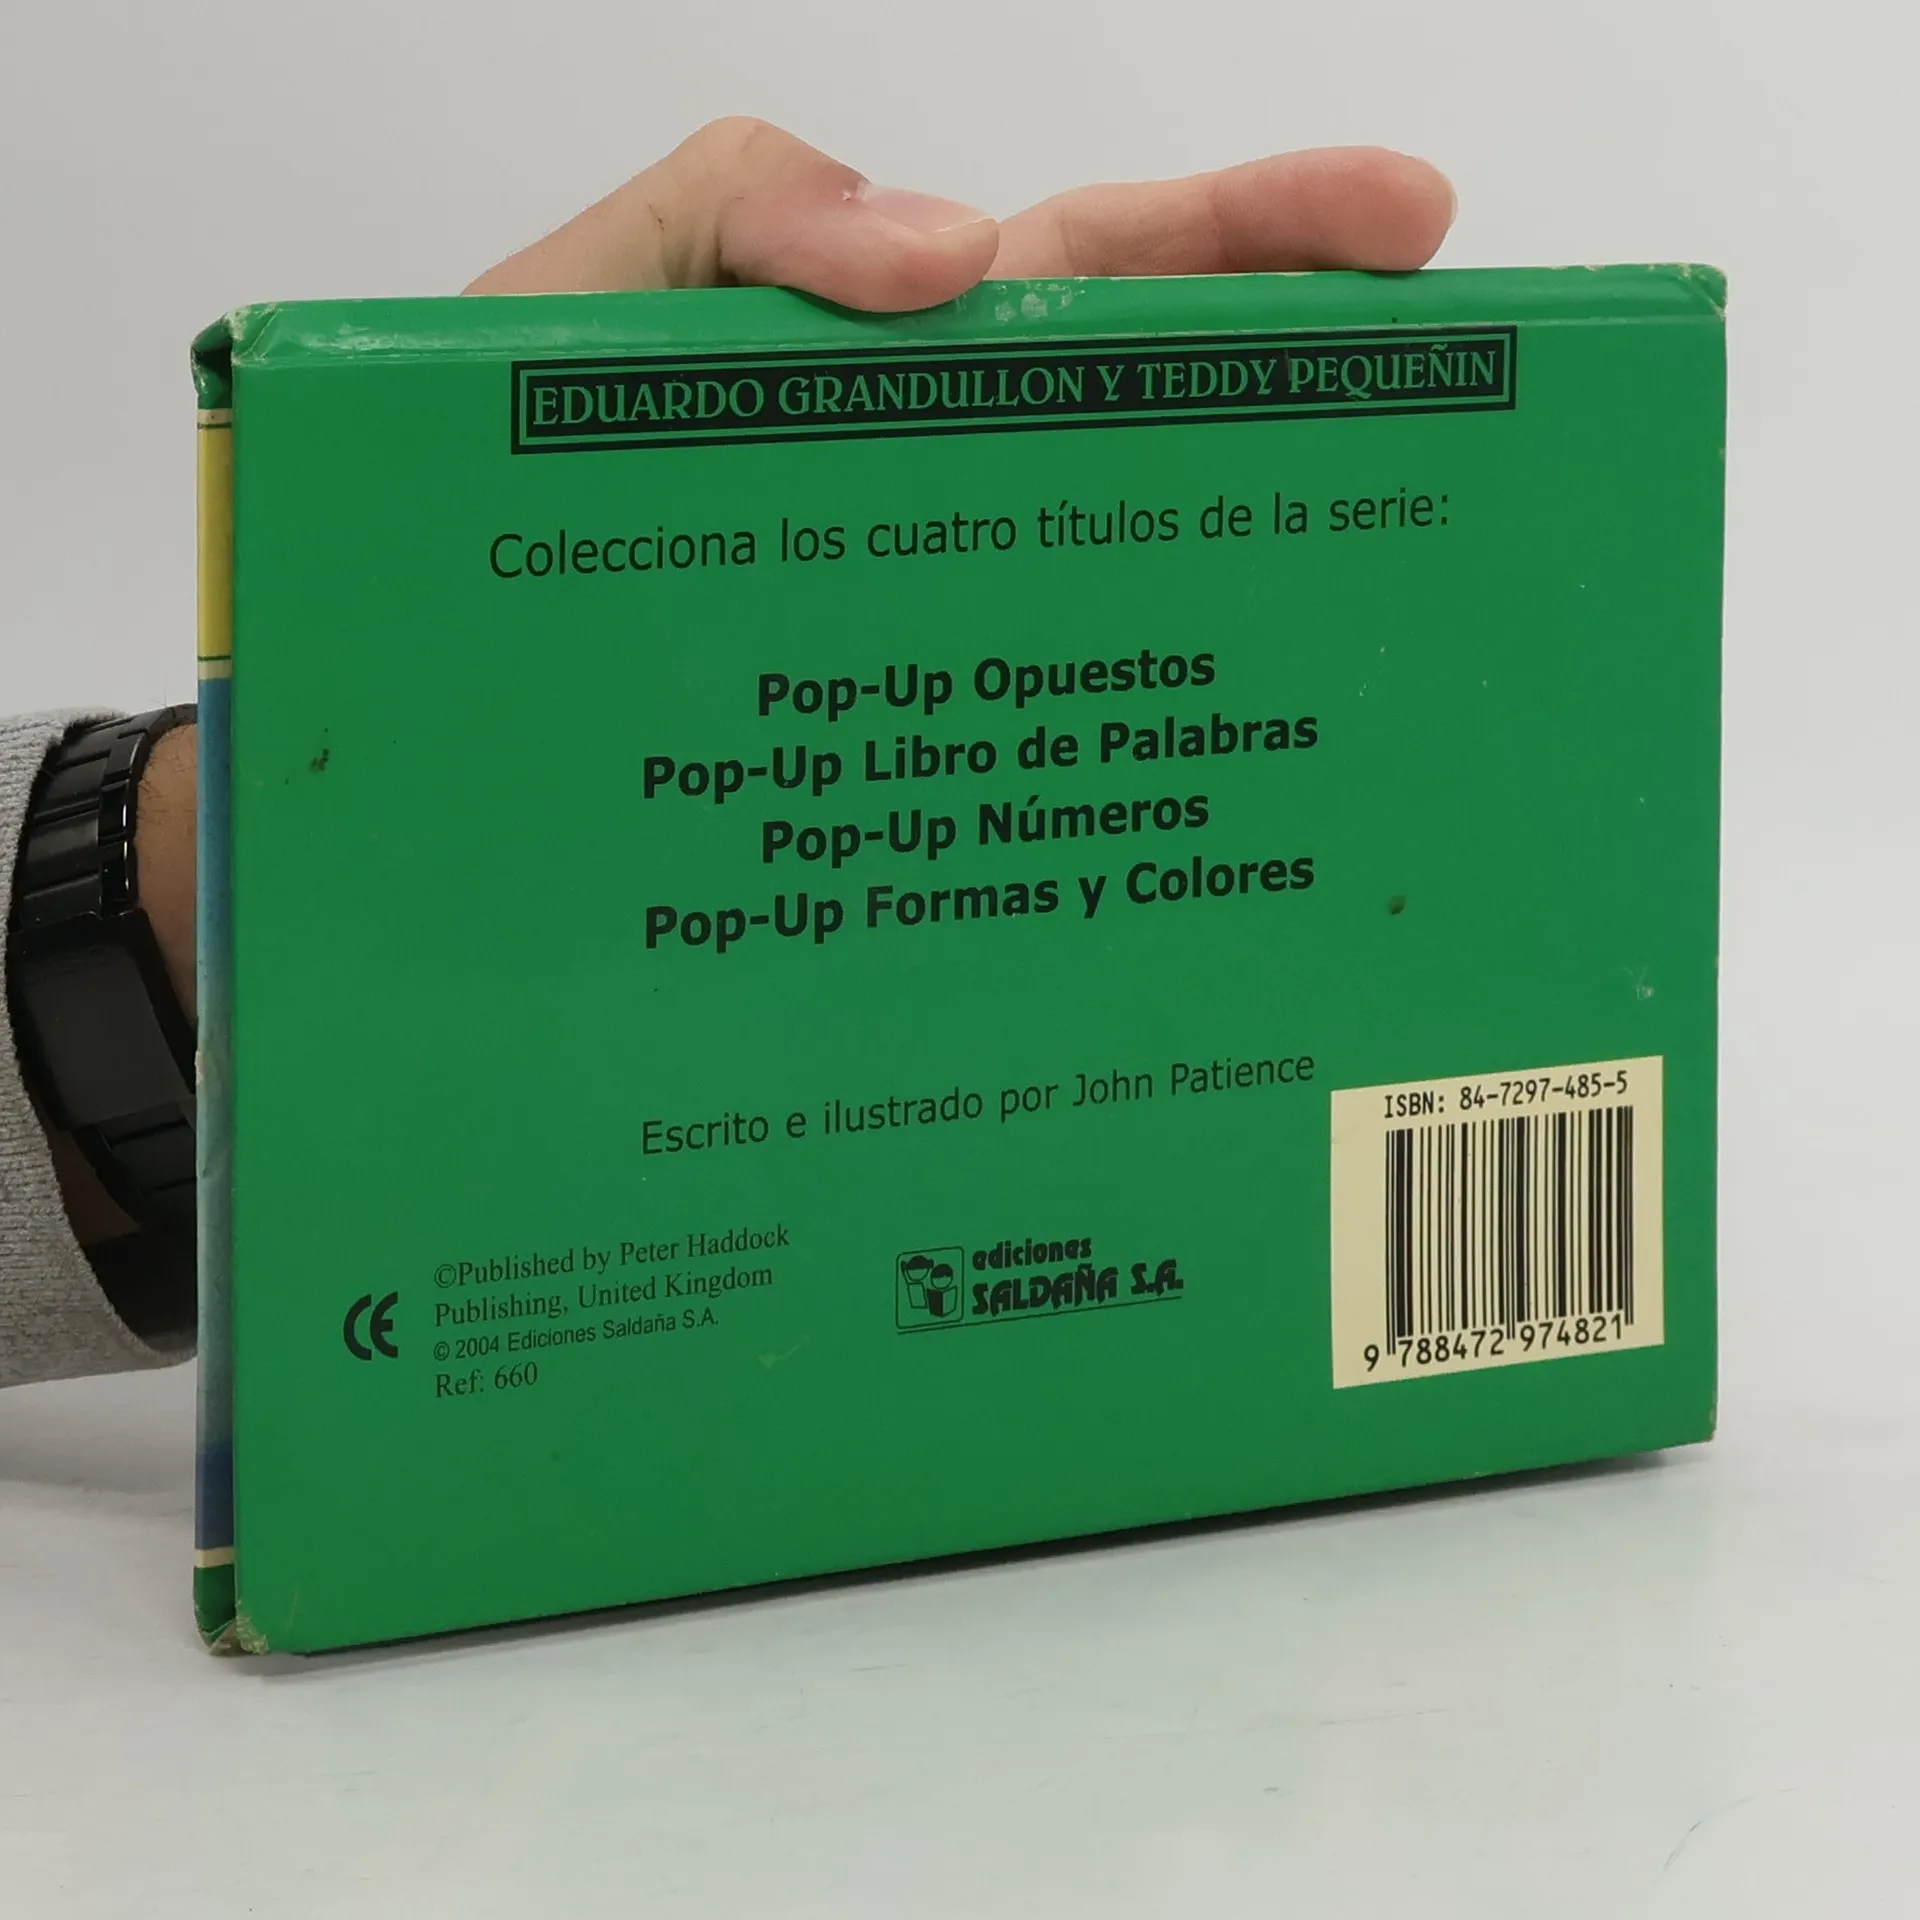 EDUARDO GRANDULLON Y TEDDY PEQUEÑIN
Colecciona los cuatro títulos de la serie:
Pop-Up Opuestos
Pop-Up Libro de Palabras
Pop-Up Números
Pop-Up Formas y Colores
Escrito e ilustrado por John Patience
©Published by Peter Haddock
Publishing, United Kingdom
© 2004 Ediciones Saldaña S.A.
Ref: 660
CE
ediciones
SALDAÑA S.A.
ISBN: 84-7297-485-5
9 788472 974821